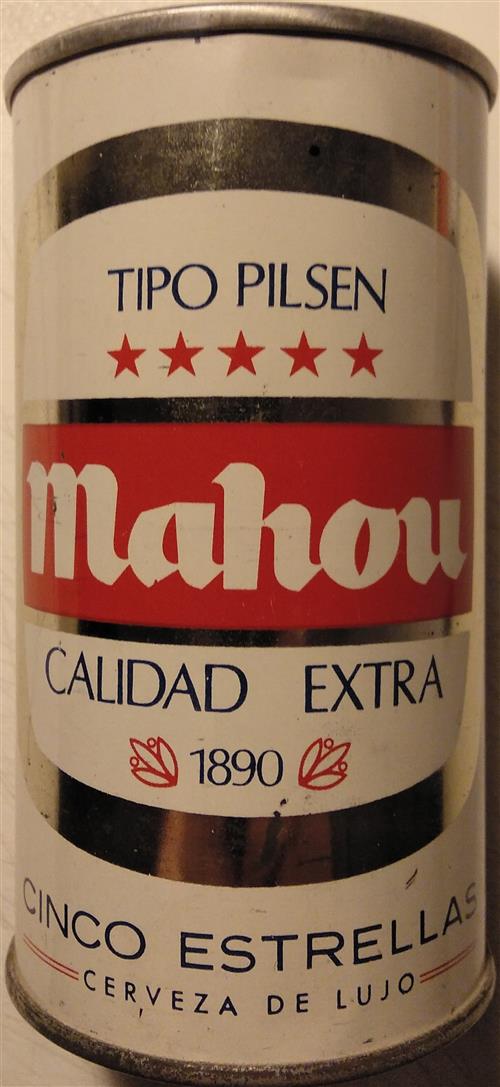 TIPO PILSEN
Mahou
CALIDAD EXTRA
1890
CINCO ESTRELLAS
CERVEZA DE LUJO